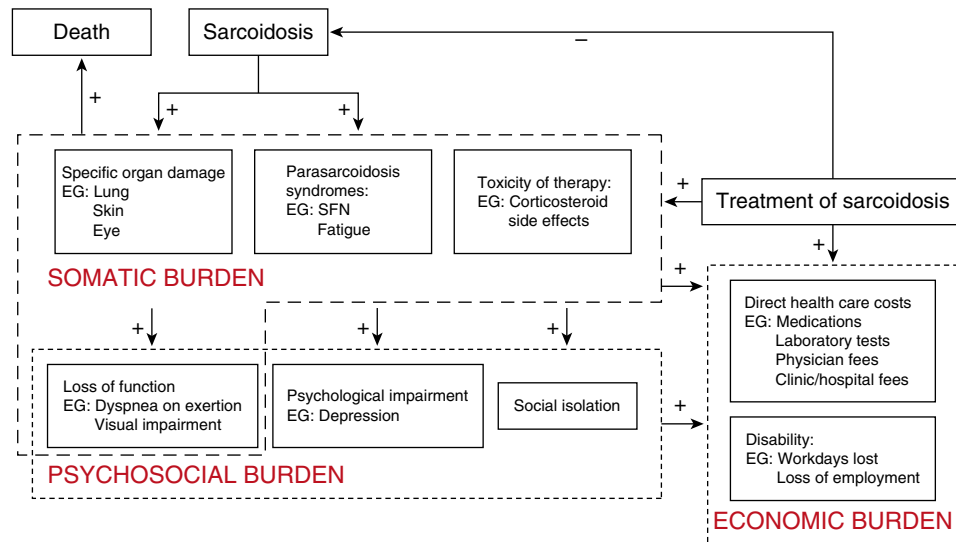 Death
Sarcoidosis
–
+
+
+
Specific organ damage
EG: Lung
Skin
Eye
Parasarcoidosis
syndromes:
EG: SFN
Fatigue
Toxicity of therapy:
EG: Corticosteroid
side effects
+
Treatment of sarcoidosis
+
SOMATIC BURDEN
+
+
+
+
Direct health care costs
EG: Medications
Laboratory tests
Physician fees
Clinic/hospital fees
Loss of function
EG: Dyspnea on exertion
Visual impairment
Psychological impairment
EG: Depression
Social isolation
+
Disability:
EG: Workdays lost
Loss of employment
PSYCHOSOCIAL BURDEN
ECONOMIC BURDEN